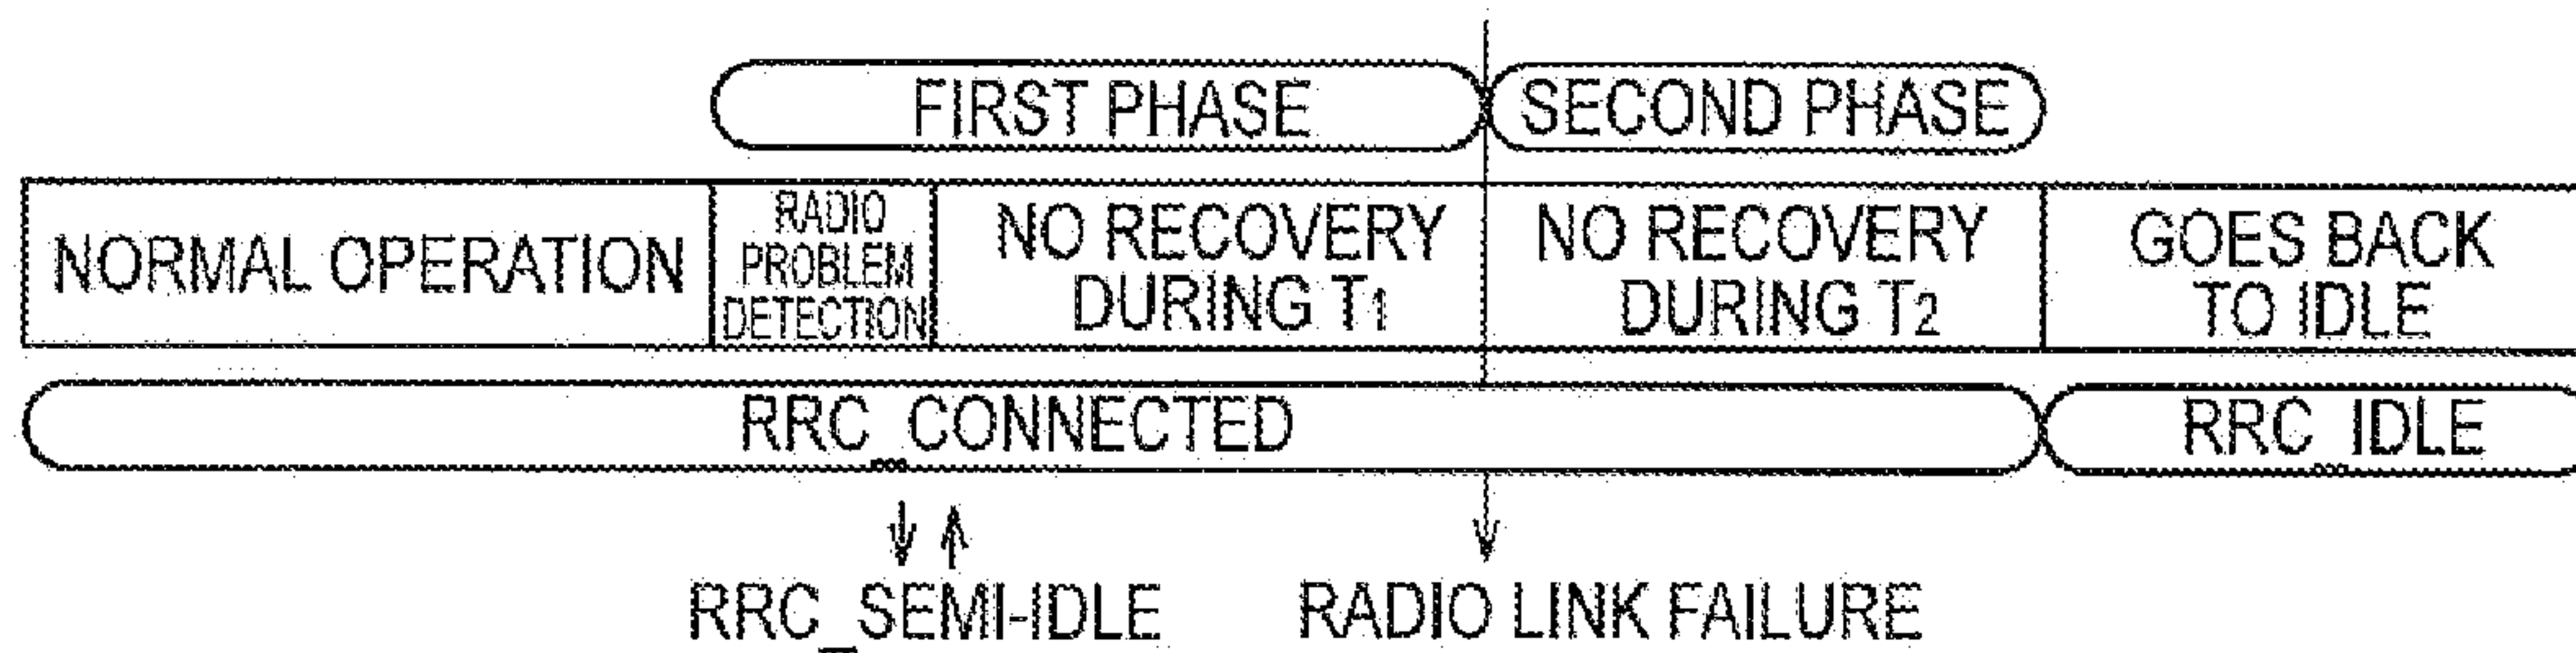 FIRST PHASE
SECOND PHASE
NORMAL OPERATION
RADIO
PROBLEM
DETECTION
NO RECOVERY
DURING T1
NO RECOVERY
DURING T2
GOES BACK
TO IDLE
RRC_CONNECTED
RRC_IDLE
RRC_SEMI-IDLE
RADIO LINK FAILURE